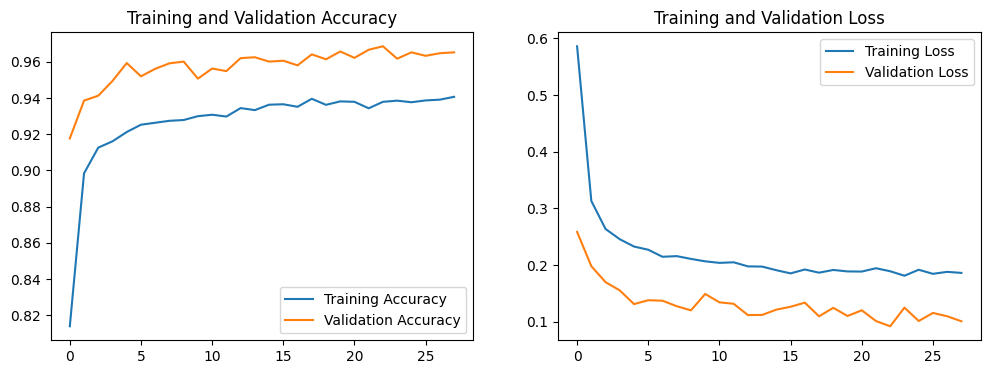 Training and Validation Accuracy
0.96
0.94
0.92
0.90
0.88
0.86
0.84
0.82
Training Accuracy
Validation Accuracy
0 5 10 15 20 25
Training and Validation Loss
0.6
0.5
0.4
0.3
0.2
0.1
Training Loss
Validation Loss
0 5 10 15 20 25